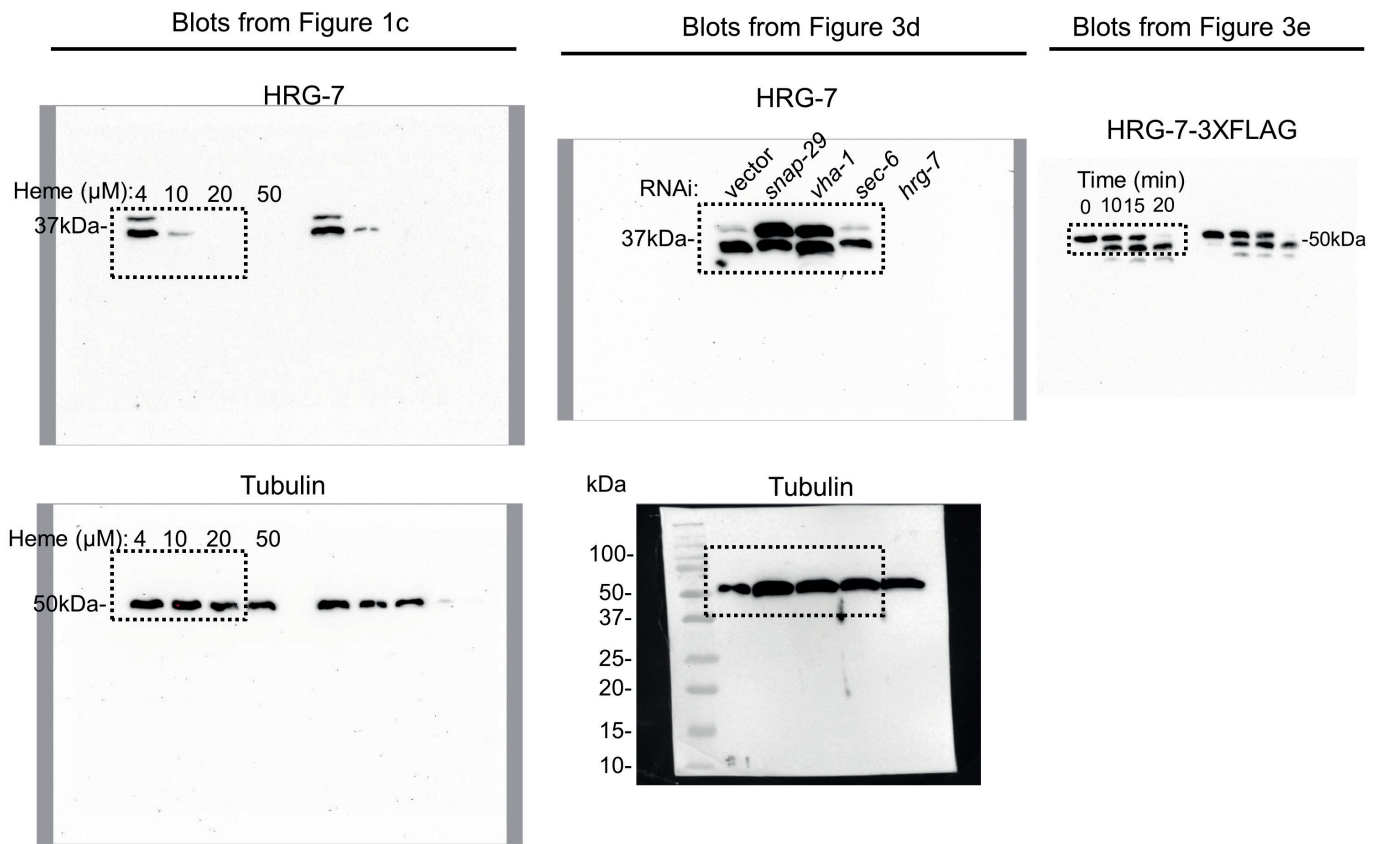 Blots from Figure 1c
HRG-7
Heme (µM): 4 10 20 50
37kDa-
Tubulin
Heme (µM): 4 10 20 50
50kDa-
Blots from Figure 3d
HRG-7
RNAi: vector snap-29 vha-1 sec-6 hrg-7
37kDa-
kDa
Tubulin
100-
50-
37-
25-
20-
15-
10-
Blots from Figure 3e
HRG-7-3XFLAG
Time (min)
0 10 15 20
-50kDa